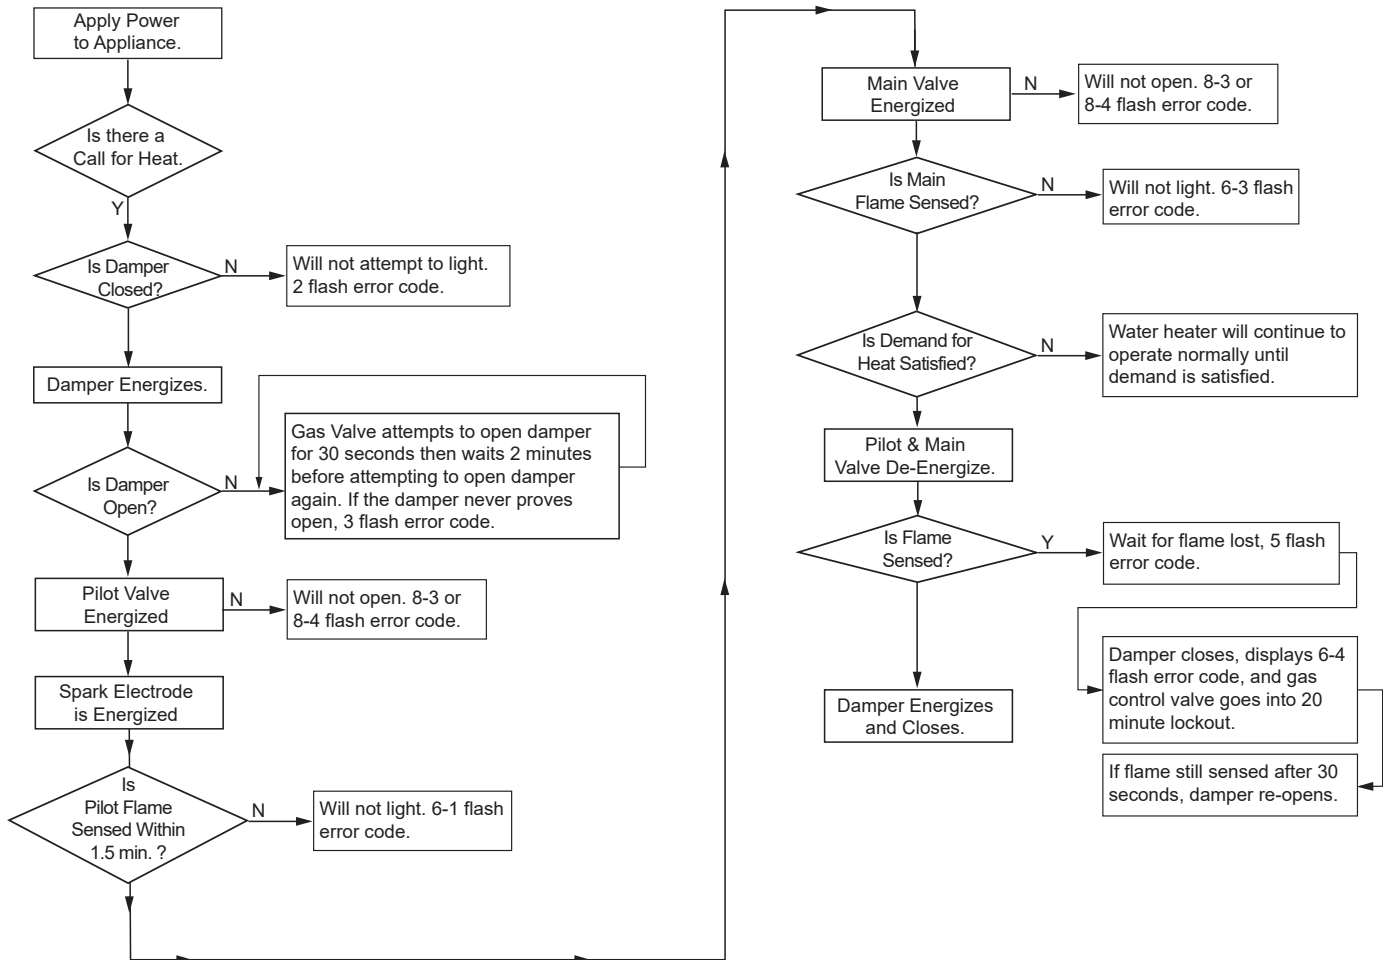 Apply Power
to Appliance.
Is there a
Call for Heat.
Y
Is Damper
Closed?
N
Will not attempt to light.
2 flash error code.
Damper Energizes.
Is Damper
Open?
N
Gas Valve attempts to open damper
for 30 seconds then waits 2 minutes
before attempting to open damper
again. If the damper never proves
open, 3 flash error code.
Pilot Valve
Energized
N
Will not open. 8-3 or
8-4 flash error code.
Spark Electrode
is Energized
Is
Pilot Flame
Sensed Within
1.5 min. ?
N
Will not light. 6-1 flash
error code.
Main Valve
Energized
N
Will not open. 8-3 or
8-4 flash error code.
Is Main
Flame Sensed?
N
Will not light. 6-3 flash
error code.
Is Demand for
Heat Satisfied?
N
Water heater will continue to
operate normally until
demand is satisfied.
Pilot & Main
Valve De-Energize.
Is Flame
Sensed?
Y
Wait for flame lost, 5 flash
error code.
Damper closes, displays 6-4
flash error code, and gas
control valve goes into 20
minute lockout.
If flame still sensed after 30
seconds, damper re-opens.
Damper Energizes
and Closes.